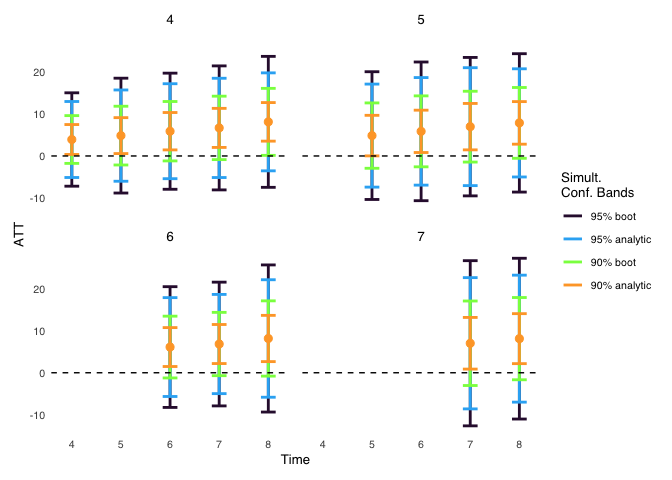 4
5
20
10
0
-10
6
7
20
10
0
-10
ATT
4 5 6 7 8 4 5 6 7 8
Time
Simult.
Conf. Bands
95% boot
95% analytic
90% boot
90% analytic